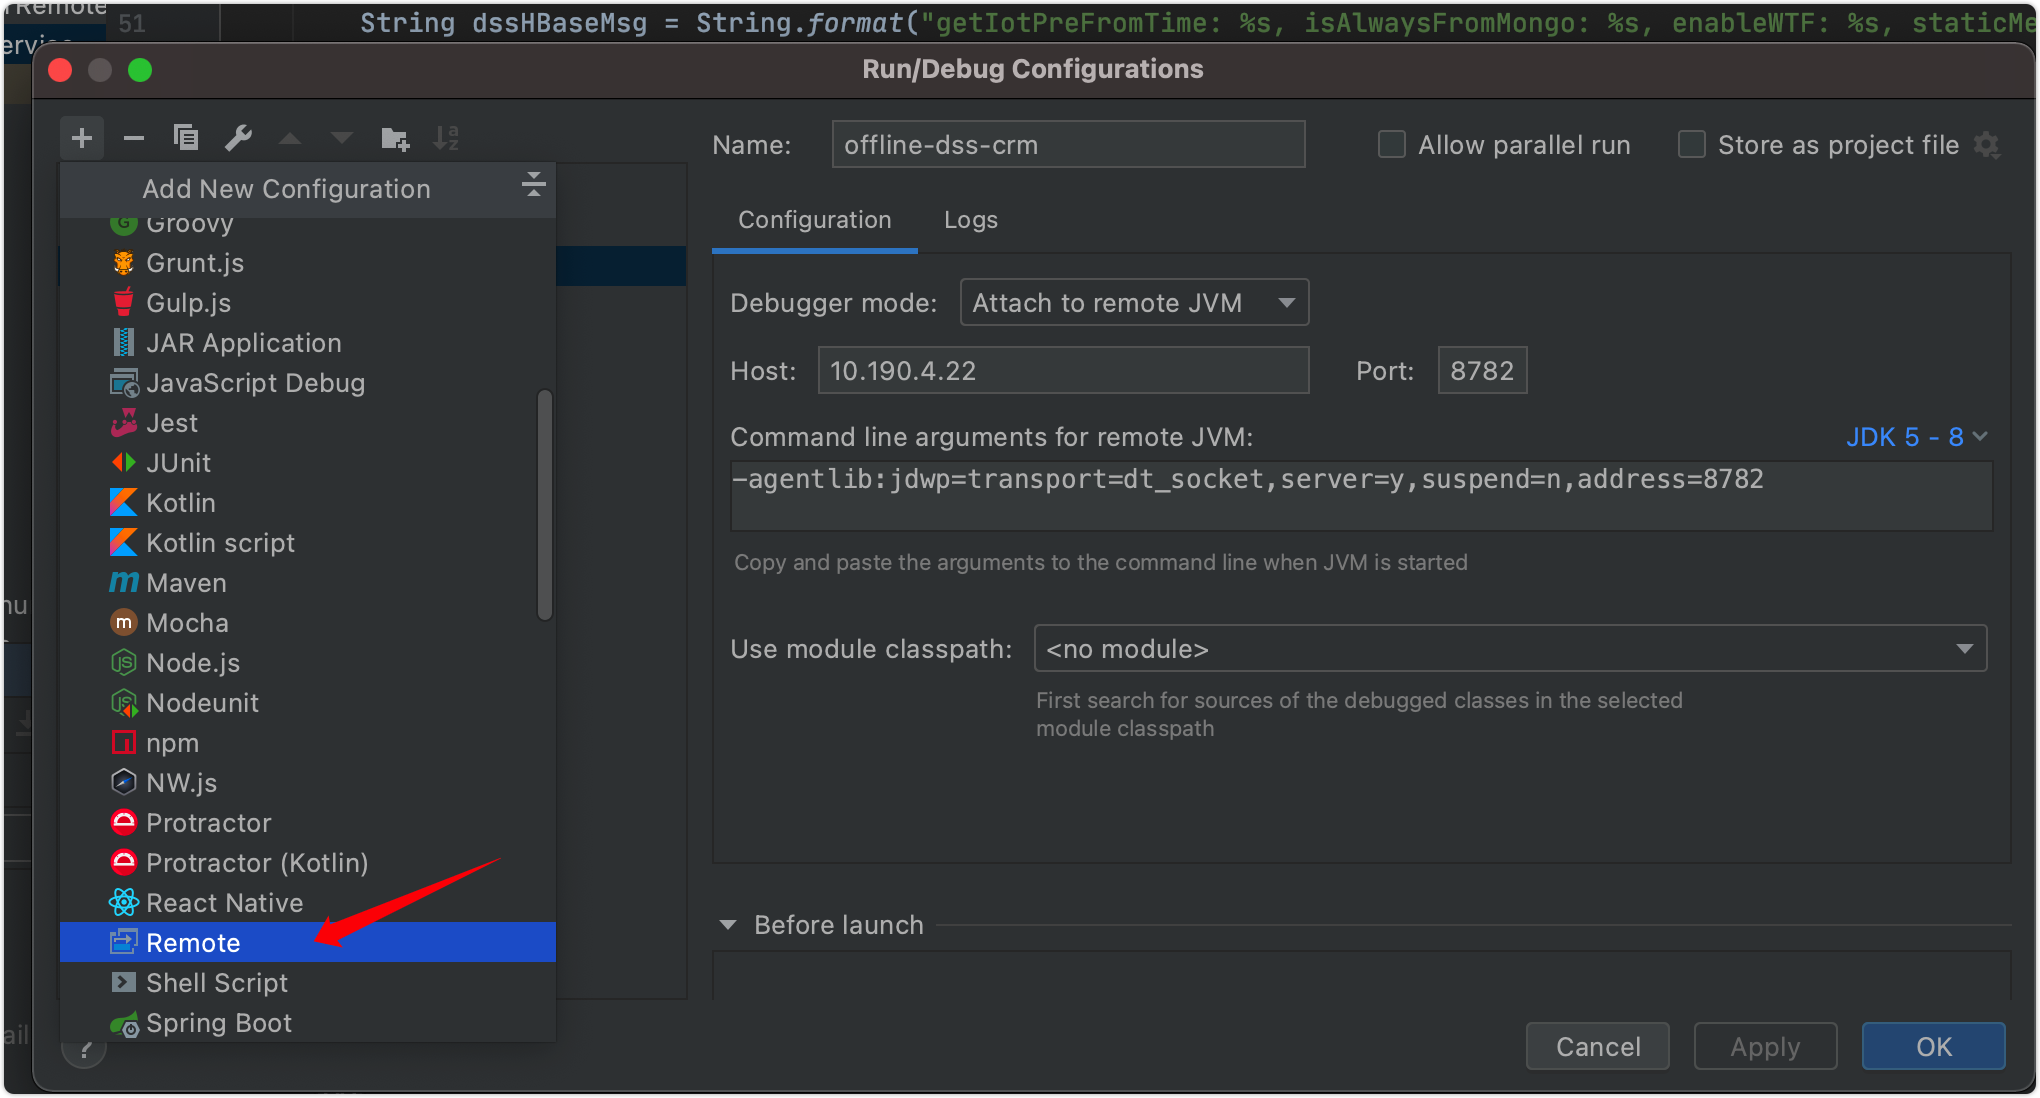 Remote
51
String dssHBaseMsg = String.format("getIotPreFromTime: %s, isAlwaysFromMongo: %s, enableWTF: %s, staticMe
Run/Debug Configurations
Name:
offline-dss-crm
Allow parallel run
Store as project file
Add New Configuration
Groovy
Grunt.js
Gulp.js
JAR Application
JavaScript Debug
Jest
JUnit
Kotlin
Kotlin script
Maven
Mocha
Node.js
Nodeunit
npm
NW.js
Protractor
Protractor (Kotlin)
React Native
Remote
Shell Script
Spring Boot
?
Configuration
Logs
Debugger mode:
Attach to remote JVM
Host:
10.190.4.22
Port:
8782
Command line arguments for remote JVM:
JDK 5 - 8
-agentlib:jdwp=transport=dt_socket,server=y,suspend=n,address=8782
Copy and paste the arguments to the command line when JVM is started
Use module classpath:
<no module>
First search for sources of the debugged classes in the selected
module classpath
Before launch
Cancel
Apply
OK